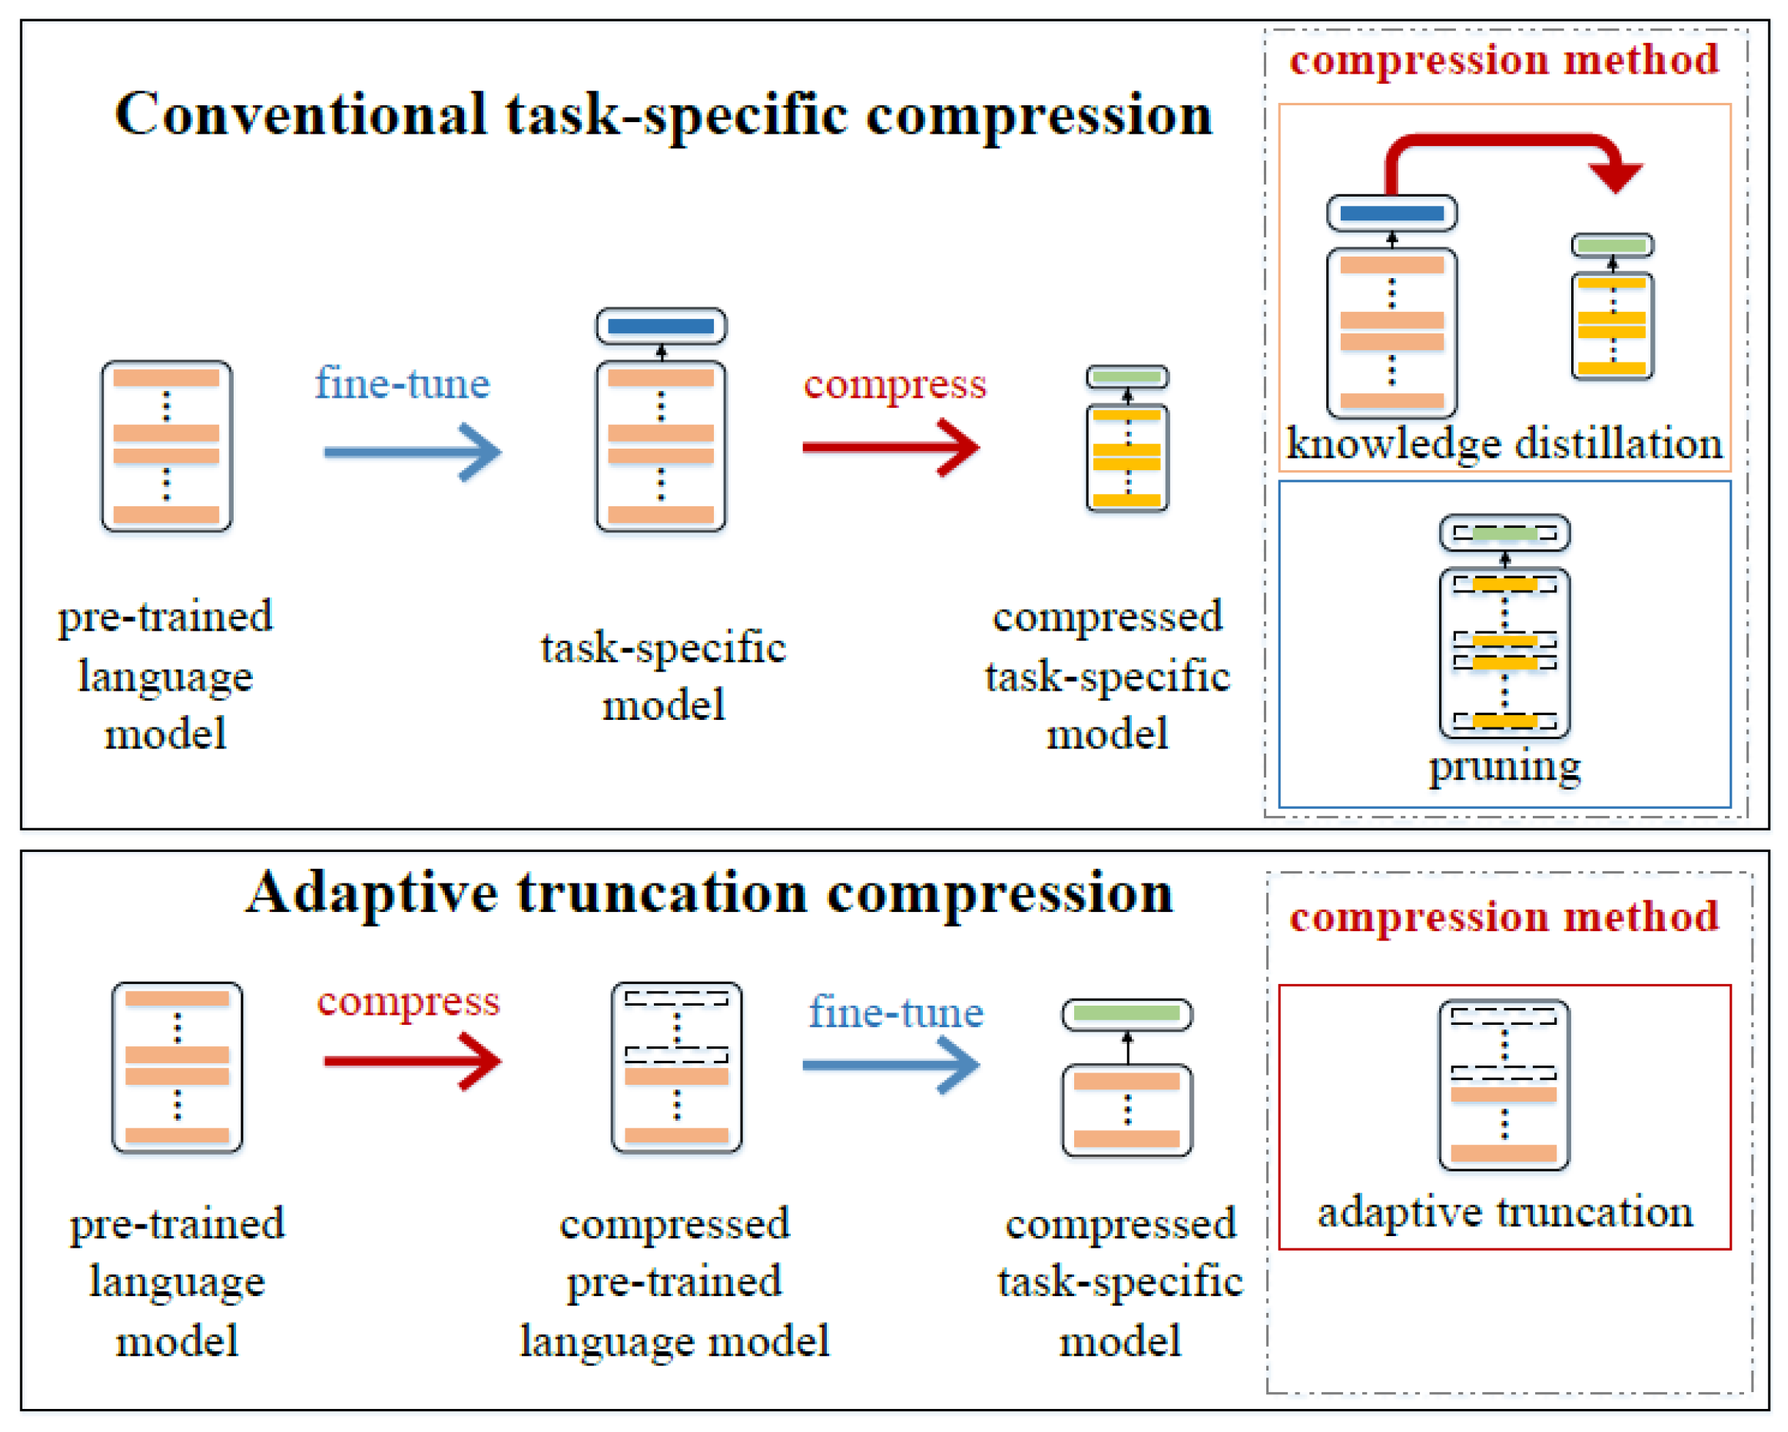 Conventional task-specific compression
compression method
fine-tune
compress
knowledge distillation
pre-trained
language
model
task-specific
model
compressed
task-specific
model
pruning
Adaptive truncation compression
compression method
compress
fine-tune
pre-trained
language
model
compressed
pre-trained
language model
compressed
task-specific
model
adaptive truncation